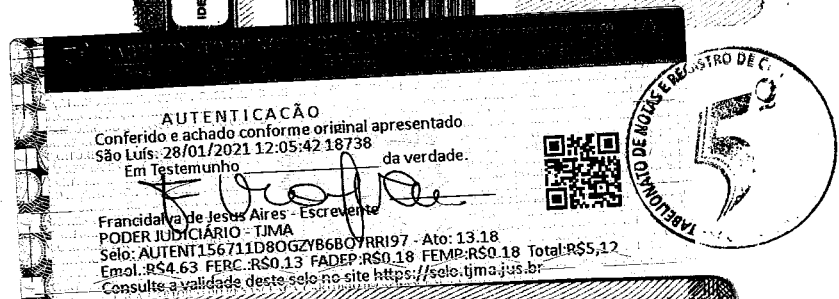 IDE
AUTENTICAÇÃO
Conferido e achado conforme original apresentado
São Luís: 28/01/2021 12:05:42 18738
Em Testemunho da verdade.
Francidalva de Jesus Aires - Escrevente
PODER JUDICIÁRIO - TJMA
Selo: AUTENT156711D8OGZYB6BO7RRI97 - Ato: 13.18
Emol.:R$4.63 FERC.:R$0.13 FADEP:R$0.18 FEMP:R$0.18 Total:R$5,12
Consulte a validade deste selo no site https://selo.tjma.jus.br
TABELIONATO DE NOTAS E REGISTRO DE
5º